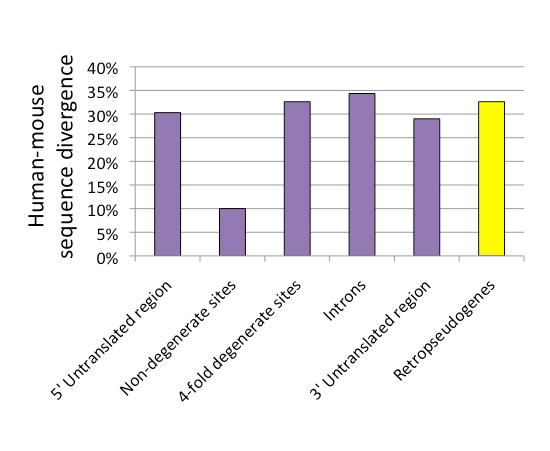 Human-mouse
sequence divergence
40%
35%
30%
25%
20%
15%
10%
5%
0%
5' Untranslated region
Non-degenerate sites
4-fold degenerate sites
Introns
3' Untranslated region
Retropseudogenes